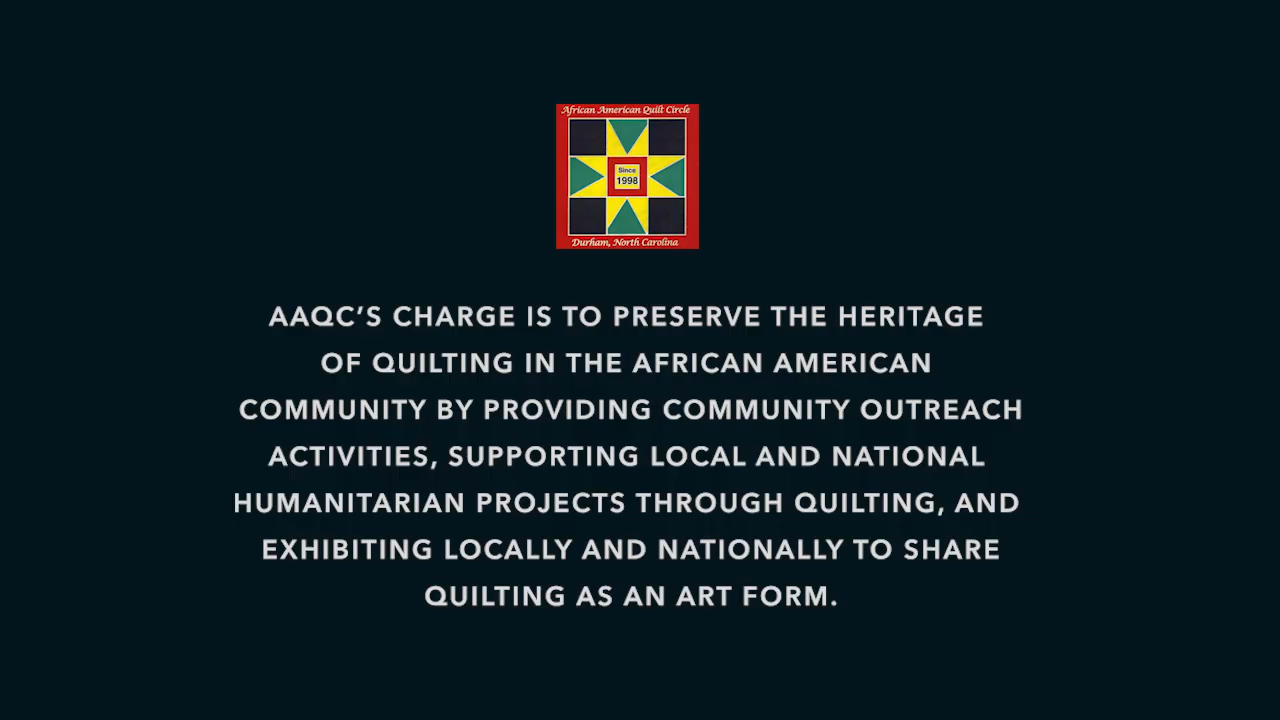 African American Quilt Circle
Since
1998
Durham, North Carolina
AAQC’S CHARGE IS TO PRESERVE THE HERITAGE
OF QUILTING IN THE AFRICAN AMERICAN
COMMUNITY BY PROVIDING COMMUNITY OUTREACH
ACTIVITIES, SUPPORTING LOCAL AND NATIONAL
HUMANITARIAN PROJECTS THROUGH QUILTING, AND
EXHIBITING LOCALLY AND NATIONALLY TO SHARE
QUILTING AS AN ART FORM.